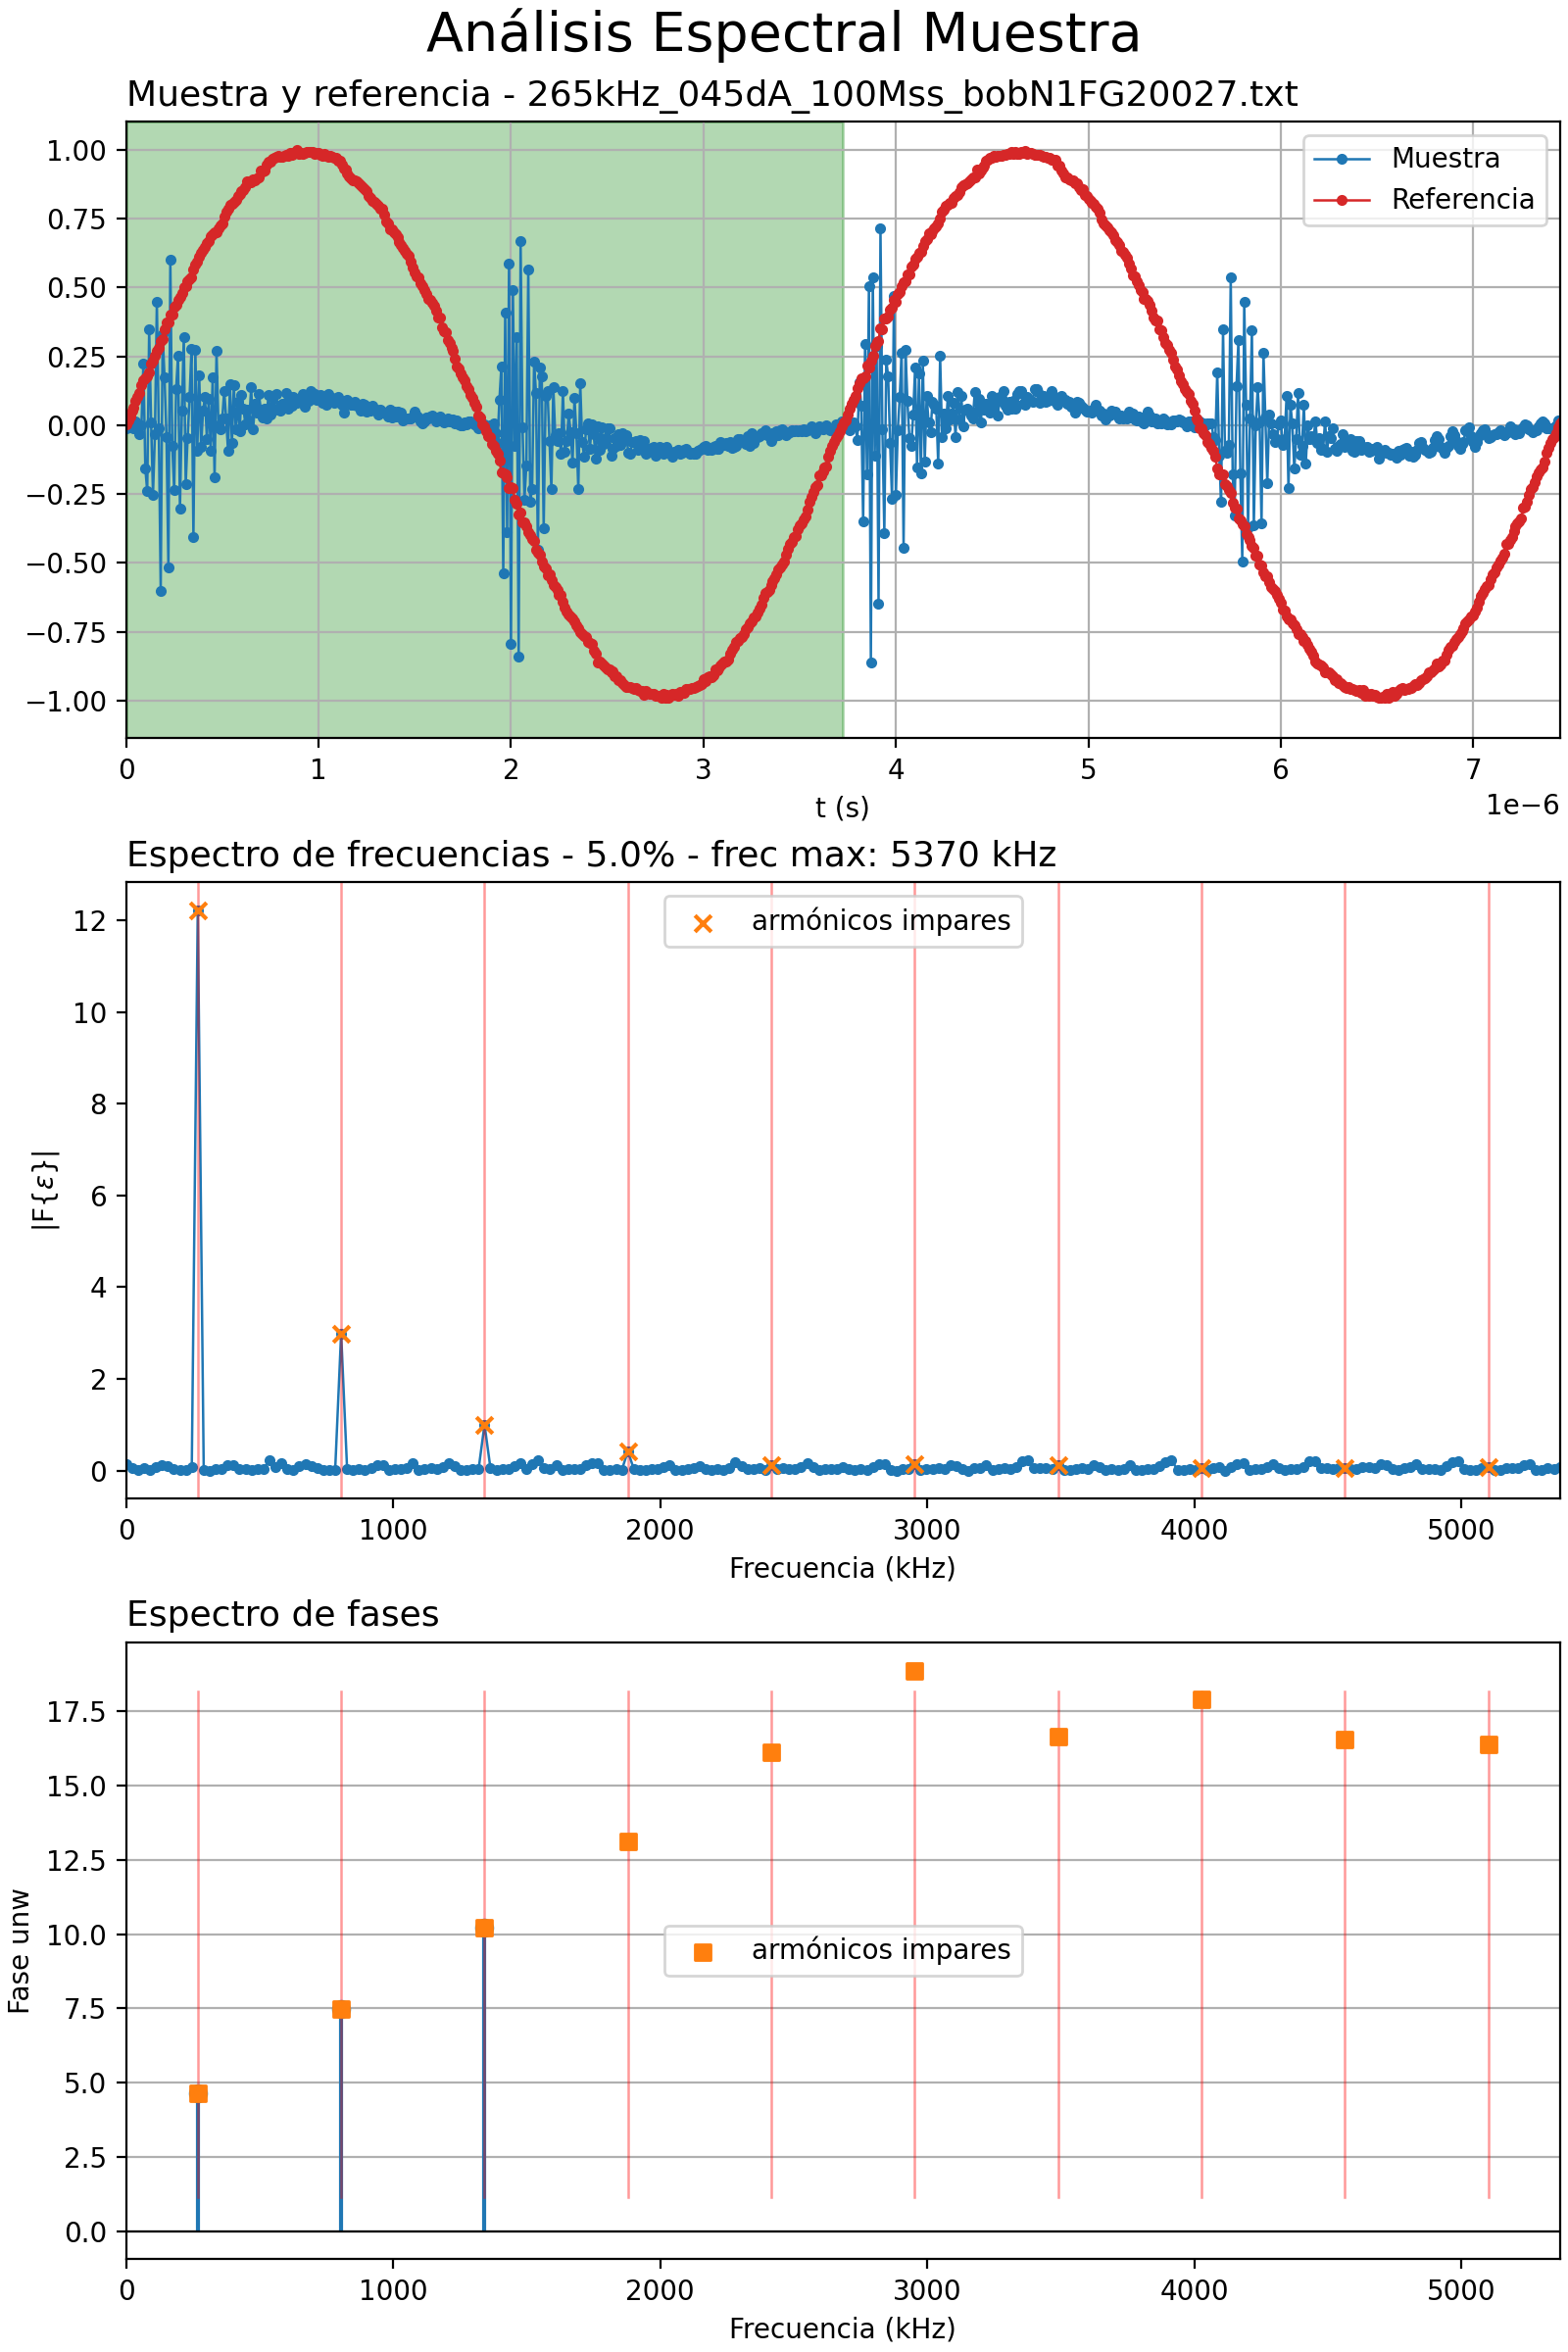 Análisis Espectral Muestra
Muestra y referencia - 265kHz_045dA_100Mss_bobN1FG20027.txt
1.00
0.75
0.50
0.25
0.00
−0.25
−0.50
−0.75
−1.00
Muestra
Referencia
0 1 2 3 4 5 6 7
1e−6
t (s)
Espectro de frecuencias - 5.0% - frec max: 5370 kHz
12
10
8
6
4
2
0
|F{ε}|
armónicos impares
0 1000 2000 3000 4000 5000
Frecuencia (kHz)
Espectro de fases
17.5
15.0
12.5
10.0
7.5
5.0
2.5
0.0
Fase unw
armónicos impares
0 1000 2000 3000 4000 5000
Frecuencia (kHz)